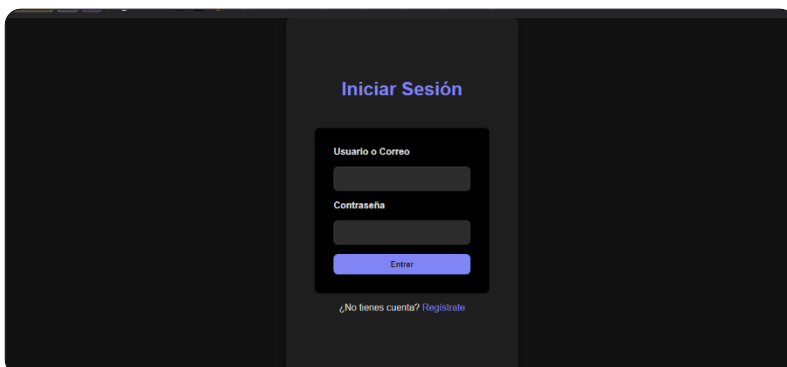 Iniciar Sesión
Usuario o Correo
Contraseña
Entrar
¿No tienes cuenta? Regístrate